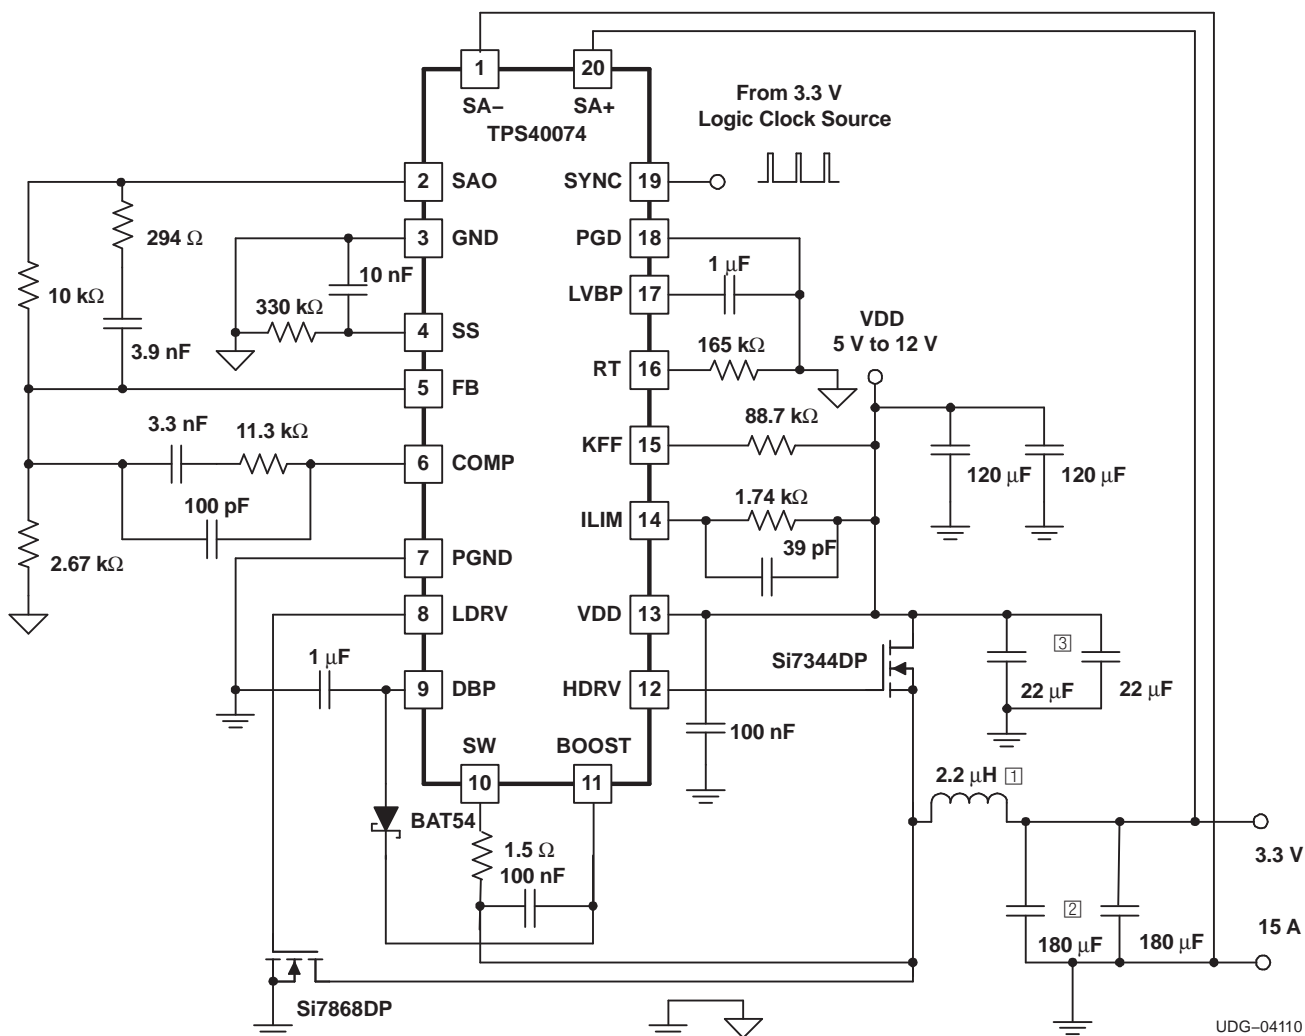 1
20
SA–
SA+
TPS40074
From 3.3 V
Logic Clock Source
2
SAO
SYNC
19
294 Ω
3
GND
PGD
18
10 nF
1 µF
10 kΩ
LVBP
17
330 kΩ
4
SS
VDD
5 V to 12 V
3.9 nF
165 kΩ
RT
16
5
FB
3.3 nF
11.3 kΩ
88.7 kΩ
KFF
15
6
COMP
120 µF
120 µF
100 pF
1.74 kΩ
ILIM
14
39 pF
2.67 kΩ
7
PGND
8
LDRV
VDD
13
1 µF
Si7344DP
3
9
DBP
HDRV
12
22 µF
22 µF
100 nF
SW
BOOST
10
11
2.2 µH
1
BAT54
1.5 Ω
3.3 V
100 nF
2
15 A
180 µF
180 µF
Si7868DP
UDG–04110